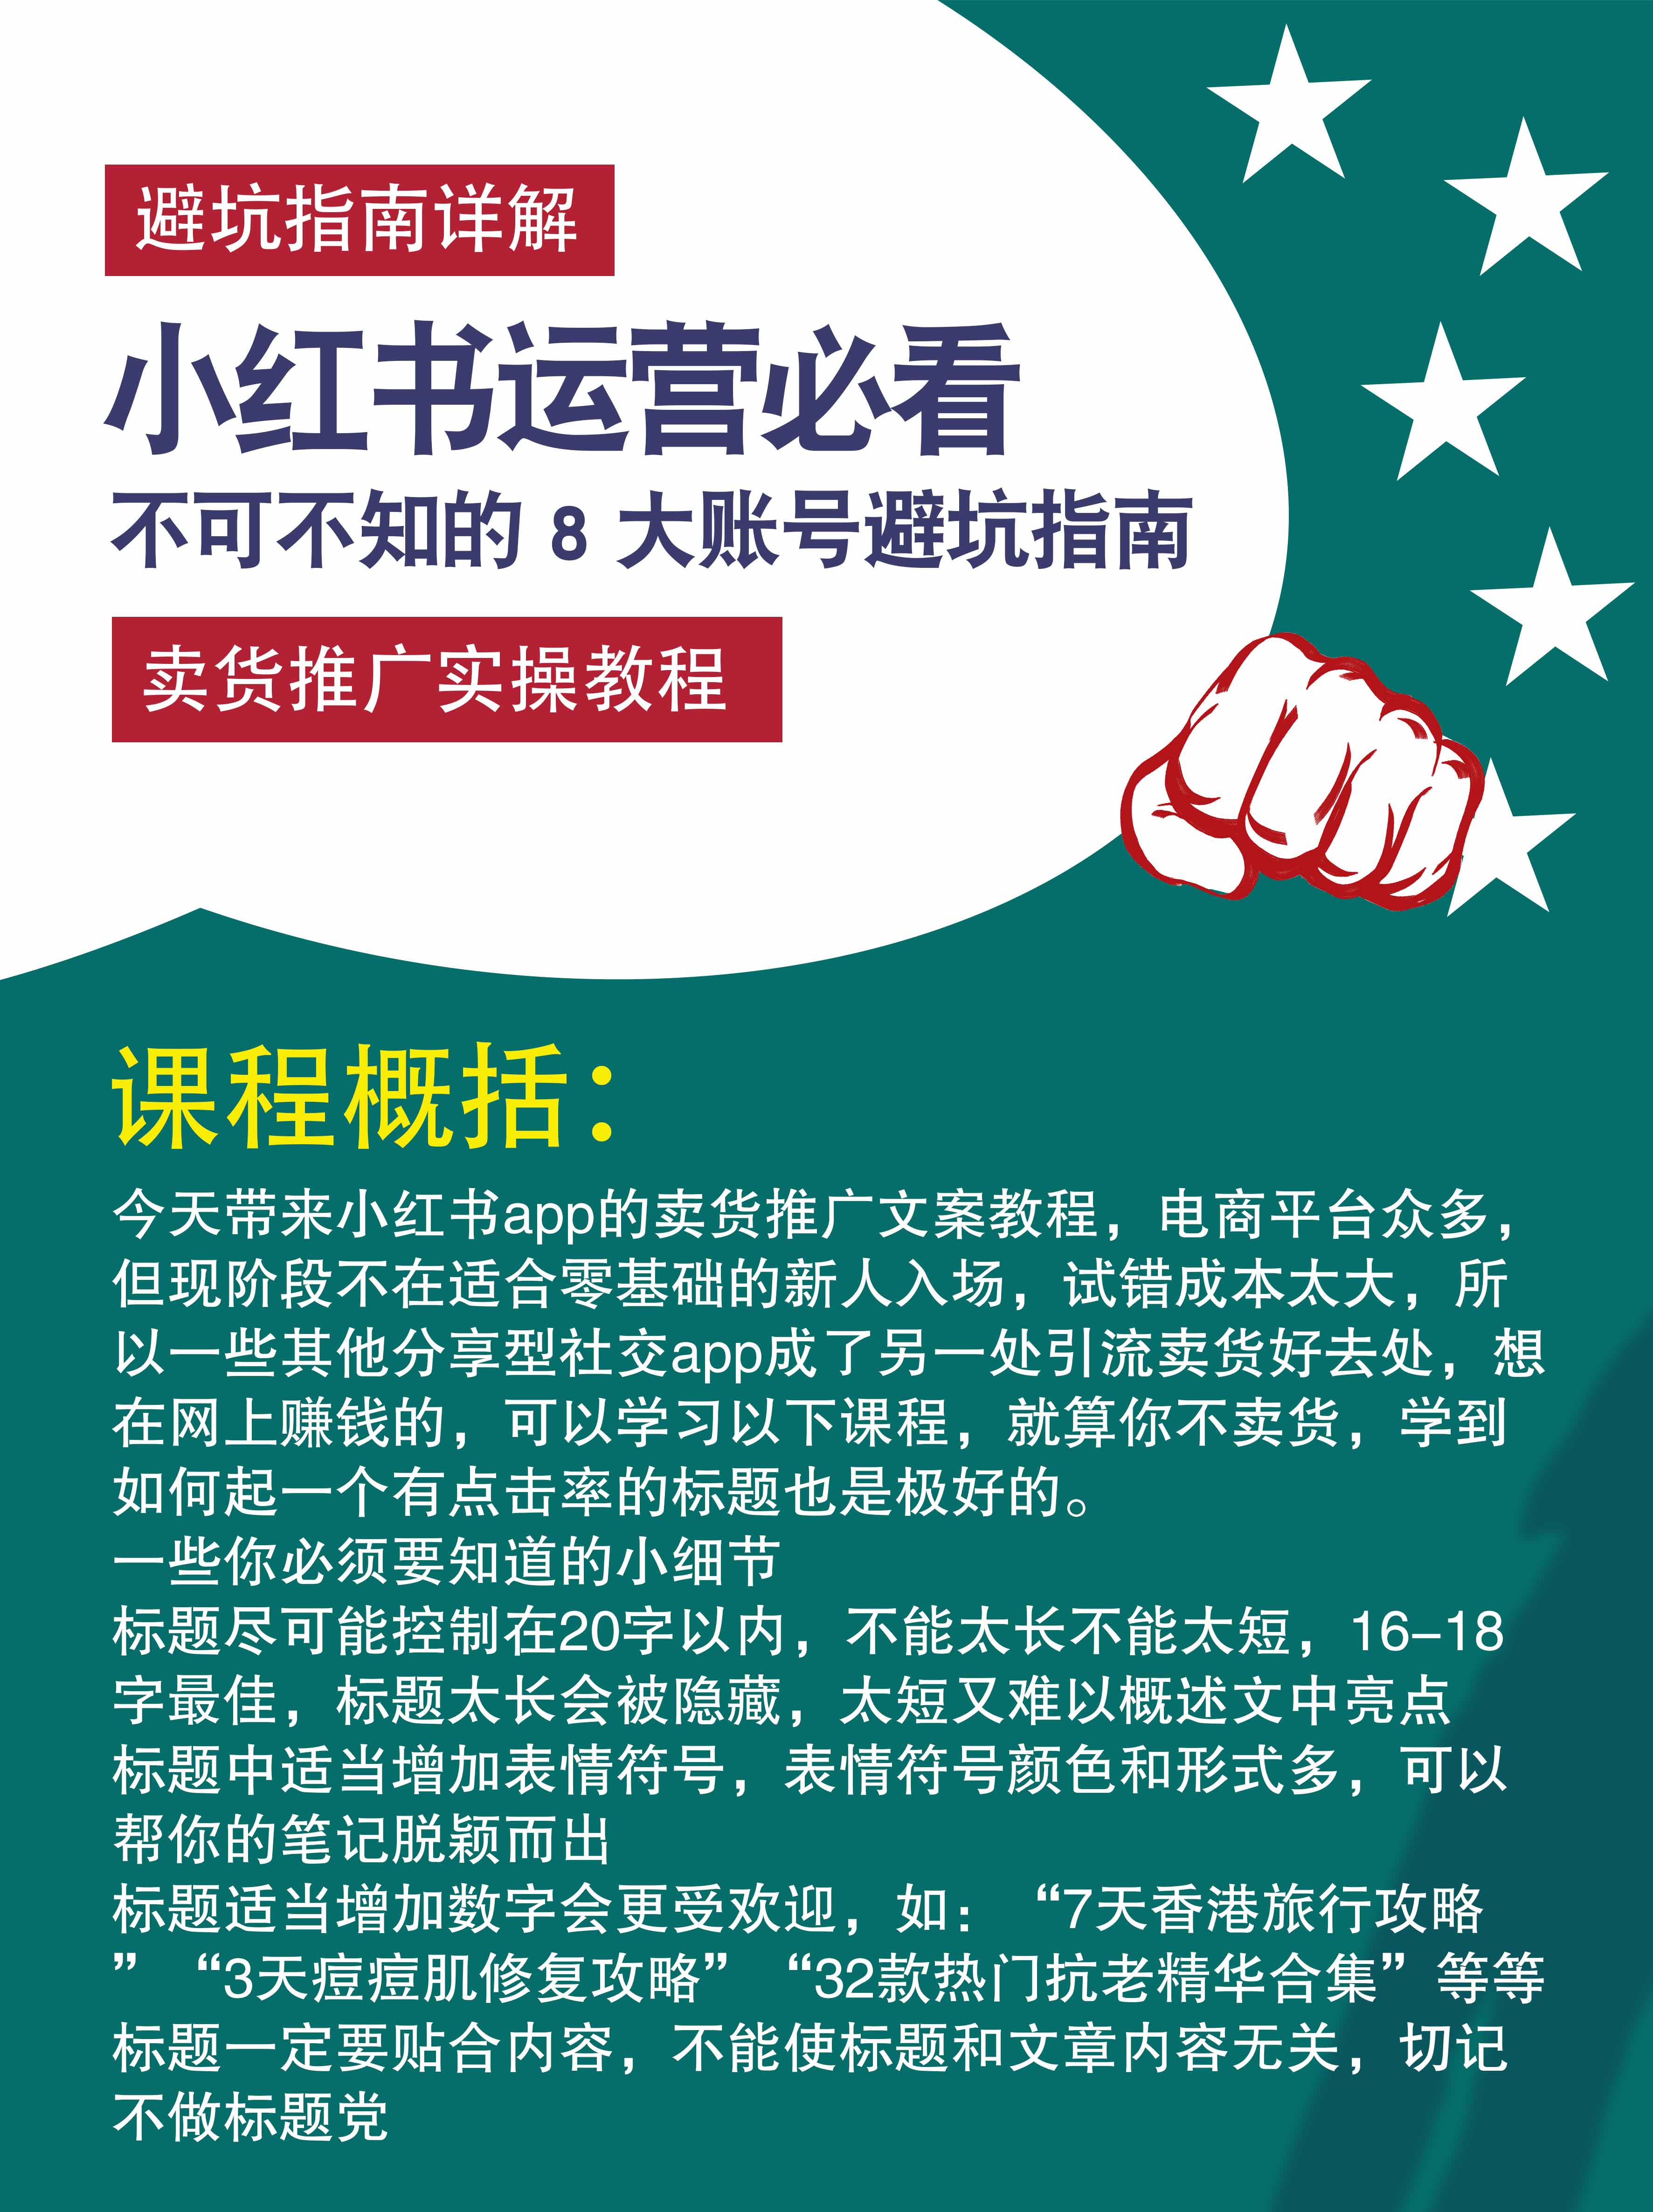 避坑指南详解
小红书运营必看
不可不知的 8 大账号避坑指南
卖货推广实操教程
课程概括：
今天带来小红书app的卖货推广文案教程，电商平台众多，
但现阶段不在适合零基础的新人入场，试错成本太大，所
以一些其他分享型社交app成了另一处引流卖货好去处，想
在网上赚钱的，可以学习以下课程，就算你不卖货，学到
如何起一个有点击率的标题也是极好的。
一些你必须要知道的小细节
标题尽可能控制在20字以内，不能太长不能太短，16-18
字最佳，标题太长会被隐藏，太短又难以概述文中亮点
标题中适当增加表情符号，表情符号颜色和形式多，可以
帮你的笔记脱颖而出
标题适当增加数字会更受欢迎，如：“7天香港旅行攻略
”“3天痘痘肌修复攻略”“32款热门抗老精华合集”等等
标题一定要贴合内容，不能使标题和文章内容无关，切记
不做标题党